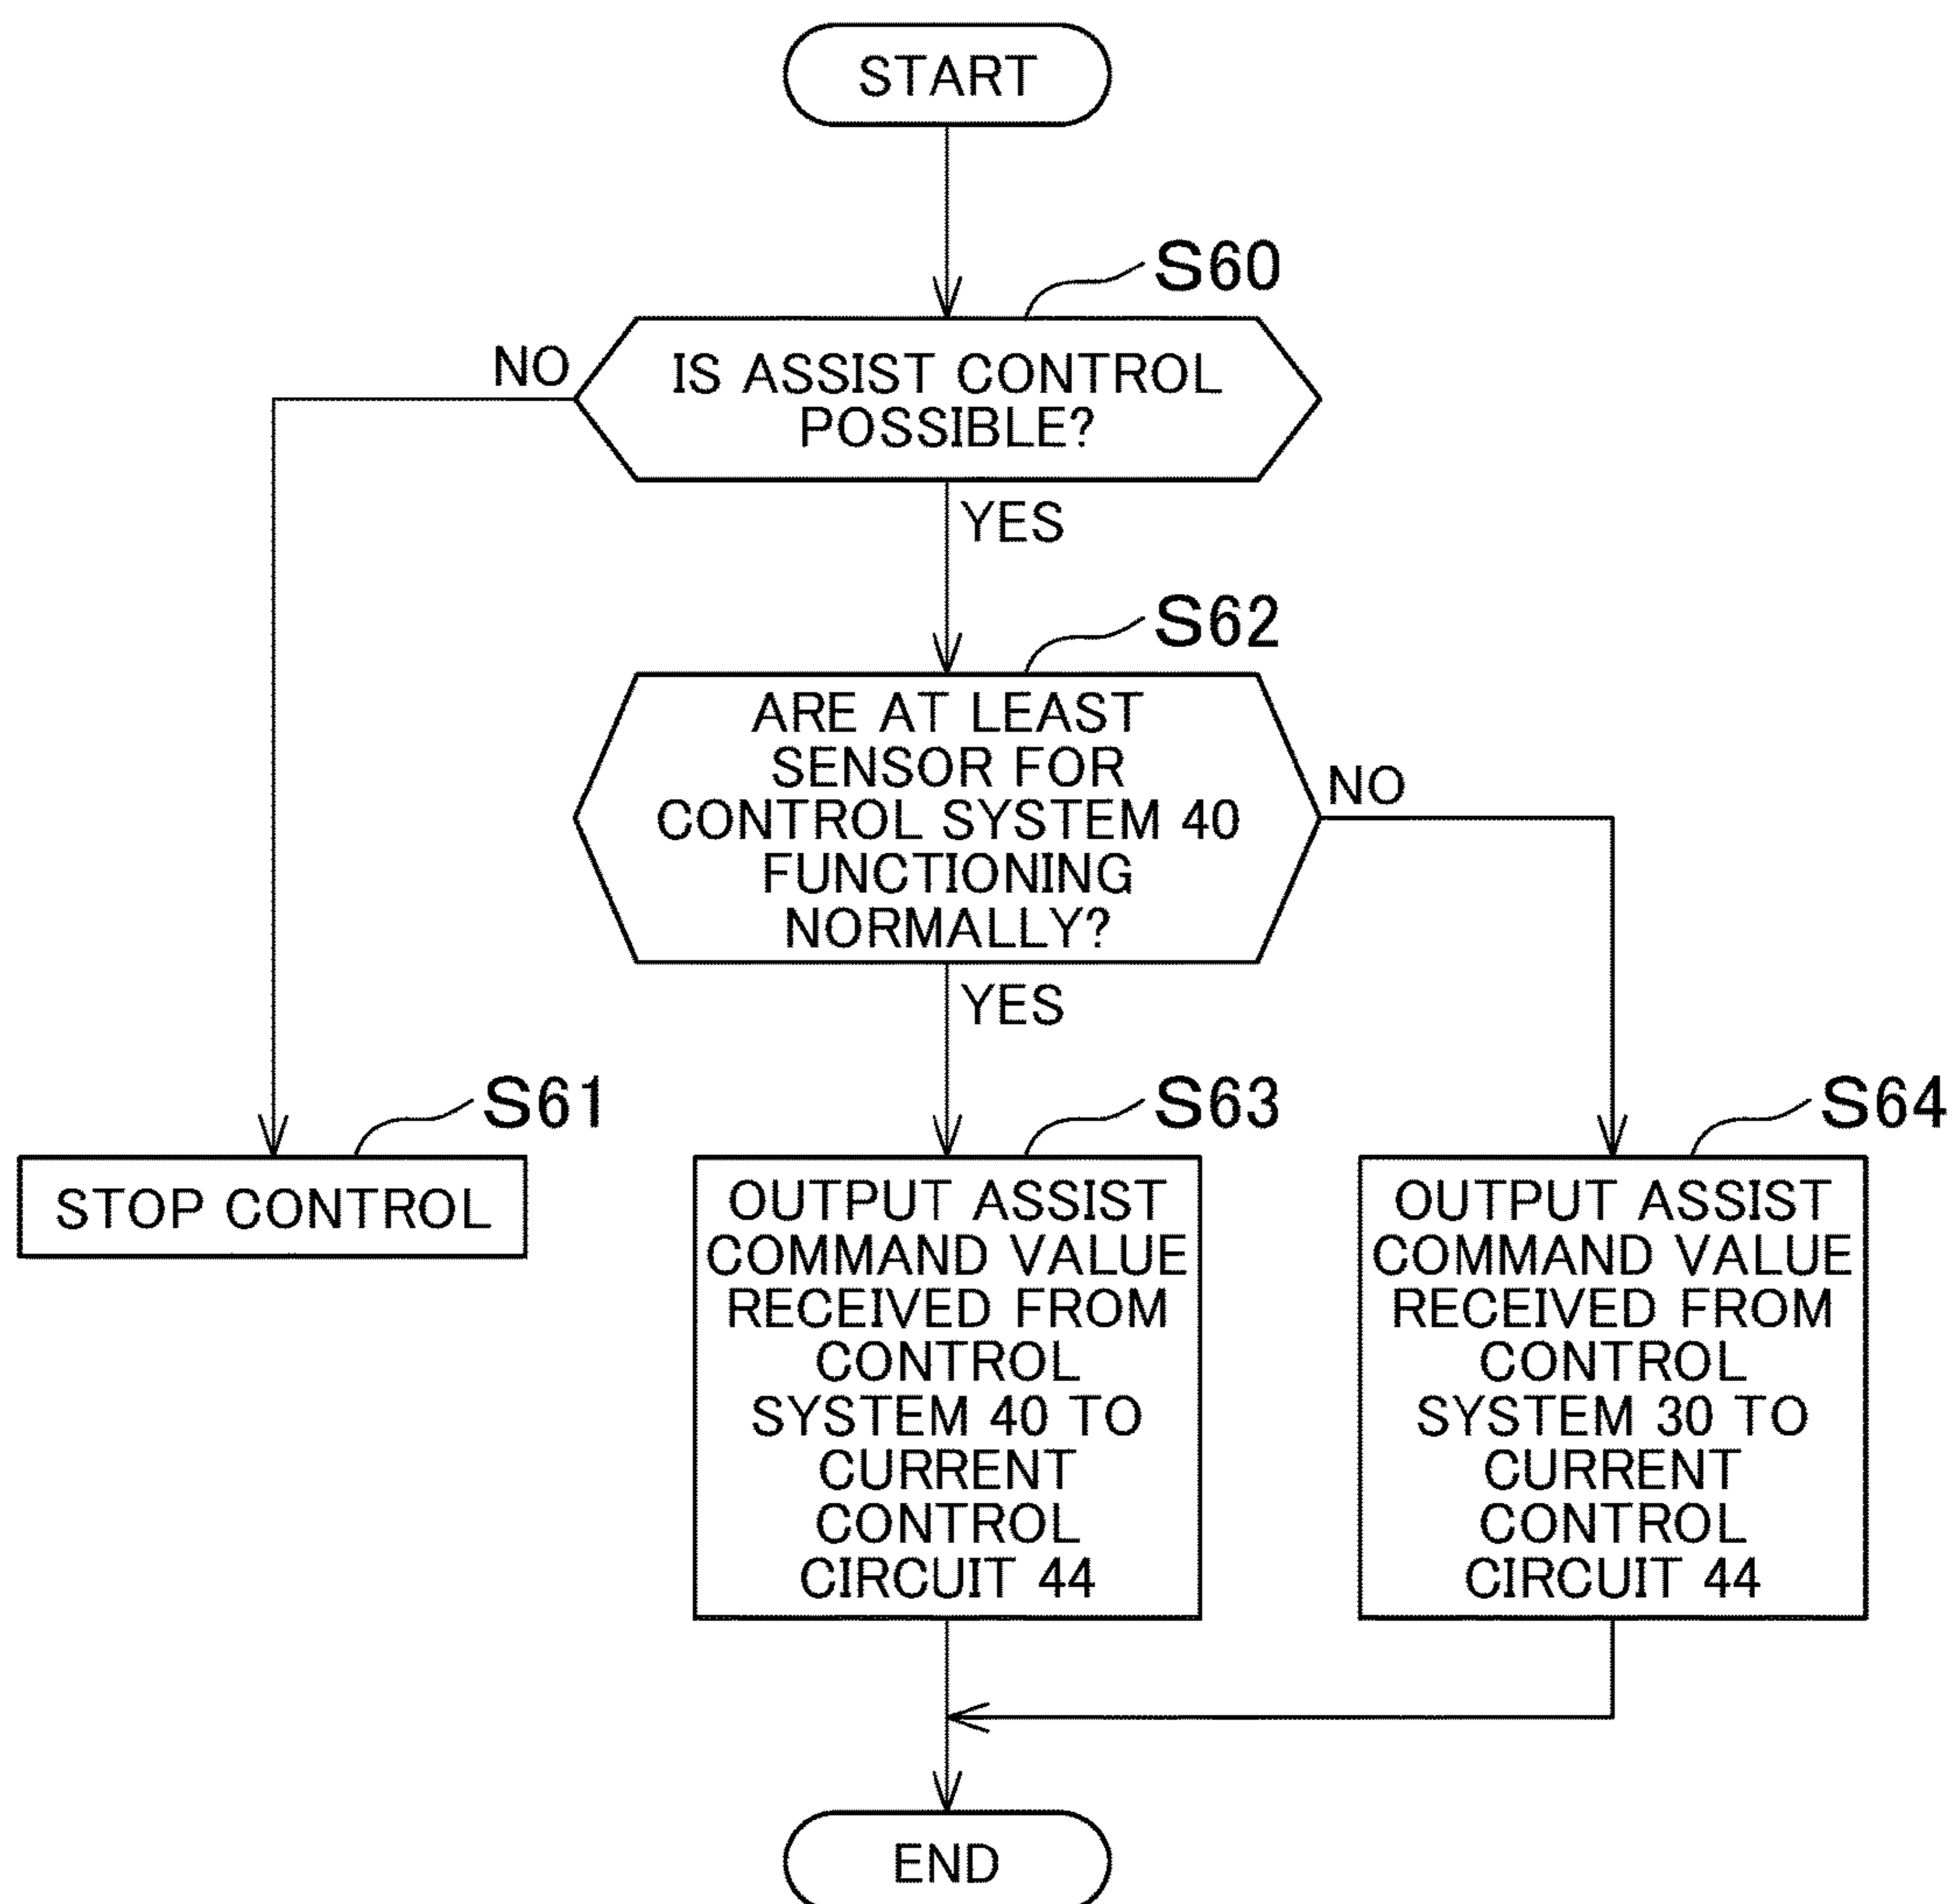 START
S60
NO
IS ASSIST CONTROL
POSSIBLE?
YES
S62
ARE AT LEAST
SENSOR FOR
CONTROL SYSTEM 40
FUNCTIONING
NORMALLY?
NO
YES
S61
STOP CONTROL
S63
OUTPUT ASSIST
COMMAND VALUE
RECEIVED FROM
CONTROL
SYSTEM 40 TO
CURRENT
CONTROL
CIRCUIT 44
S64
OUTPUT ASSIST
COMMAND VALUE
RECEIVED FROM
CONTROL
SYSTEM 30 TO
CURRENT
CONTROL
CIRCUIT 44
END